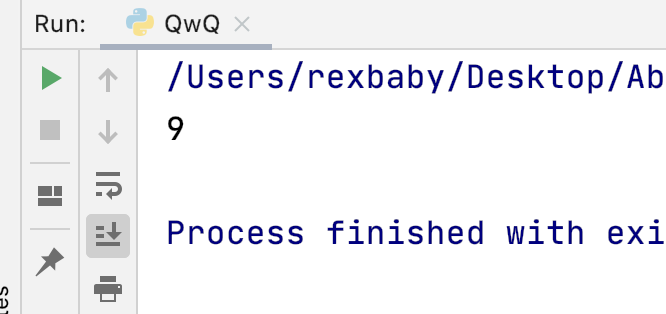 Run: QwQ
/Users/rexbaby/Desktop/Ab
9
Process finished with exi